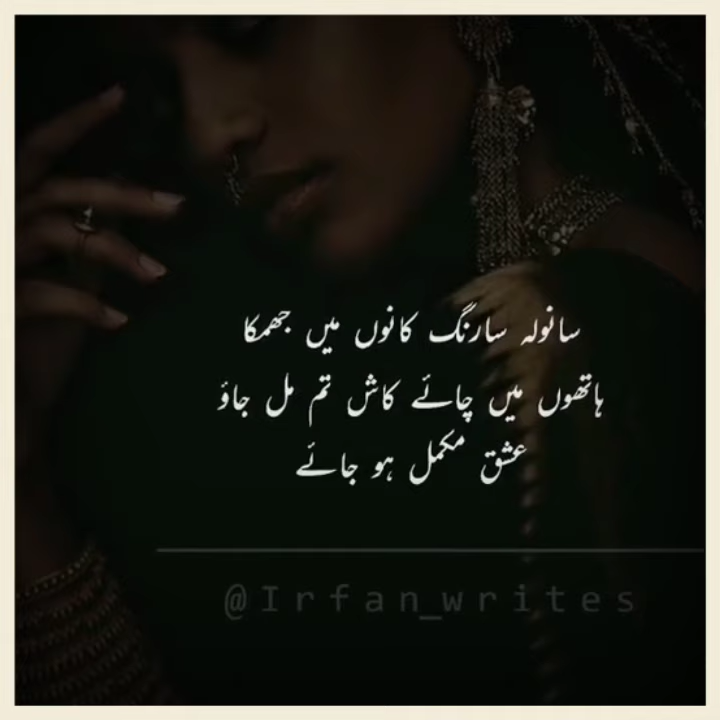 سانولہ سارنگ کانوں میں جھمکا
ہاتھوں میں چائے کاش تم مل جاؤ
عشق مکمل ہو جائے
@Irfan_writes